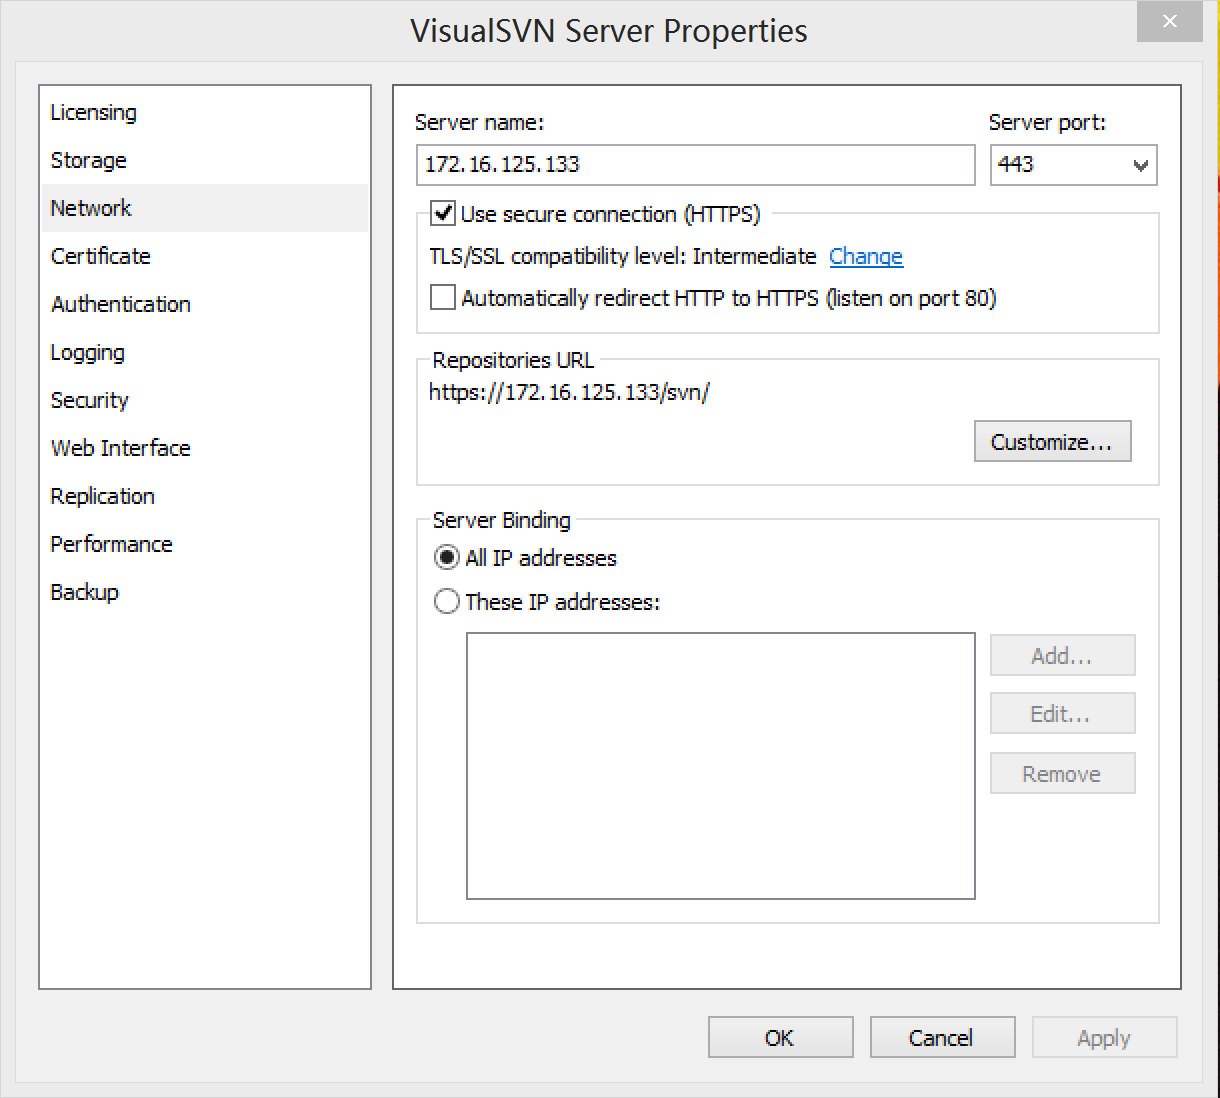 VisualSVN Server Properties
Licensing
Storage
Network
Certificate
Authentication
Logging
Security
Web Interface
Replication
Performance
Backup
Server name:
Server port:
172.16.125.133
443
Use secure connection (HTTPS)
TLS/SSL compatibility level: Intermediate Change
Automatically redirect HTTP to HTTPS (listen on port 80)
Repositories URL
https://172.16.125.133/svn/
Customize...
Server Binding
All IP addresses
These IP addresses:
Add...
Edit...
Remove
OK
Cancel
Apply